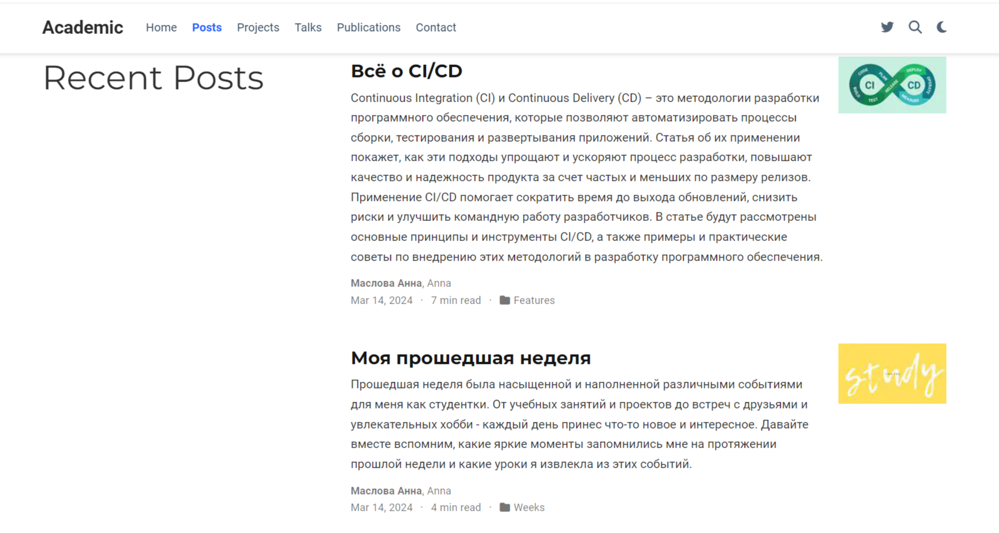 Academic Home Posts Projects Talks Publications Contact
Recent Posts
Всё о CI/CD
Continuous Integration (CI) и Continuous Delivery (CD) – это методологии разработки
программного обеспечения, которые позволяют автоматизировать процессы
сборки, тестирования и развертывания приложений. Статья об их применении
покажет, как эти подходы упрощают и ускоряют процесс разработки, повышают
качество и надежность продукта за счет частых и меньших по размеру релизов.
Применение CI/CD помогает сократить время до выхода обновлений, снизить
риски и улучшить командную работу разработчиков. В статье будут рассмотрены
основные принципы и инструменты CI/CD, а также примеры и практические
советы по внедрению этих методологий в разработку программного обеспечения.
Маслова Анна, Anna
Mar 14, 2024 · 7 min read · Features
CODE
PLAN
BUILD
CI
TEST
RELEASE
DEPLOY
CD
OPERATE
MEASURE
Моя прошедшая неделя
Прошедшая неделя была насыщенной и наполненной различными событиями
для меня как студентки. От учебных занятий и проектов до встреч с друзьями и
увлекательных хобби - каждый день принес что-то новое и интересное. Давайте
вместе вспомним, какие яркие моменты запомнились мне на протяжении
прошлой недели и какие уроки я извлекла из этих событий.
Маслова Анна, Anna
Mar 14, 2024 · 4 min read · Weeks
study